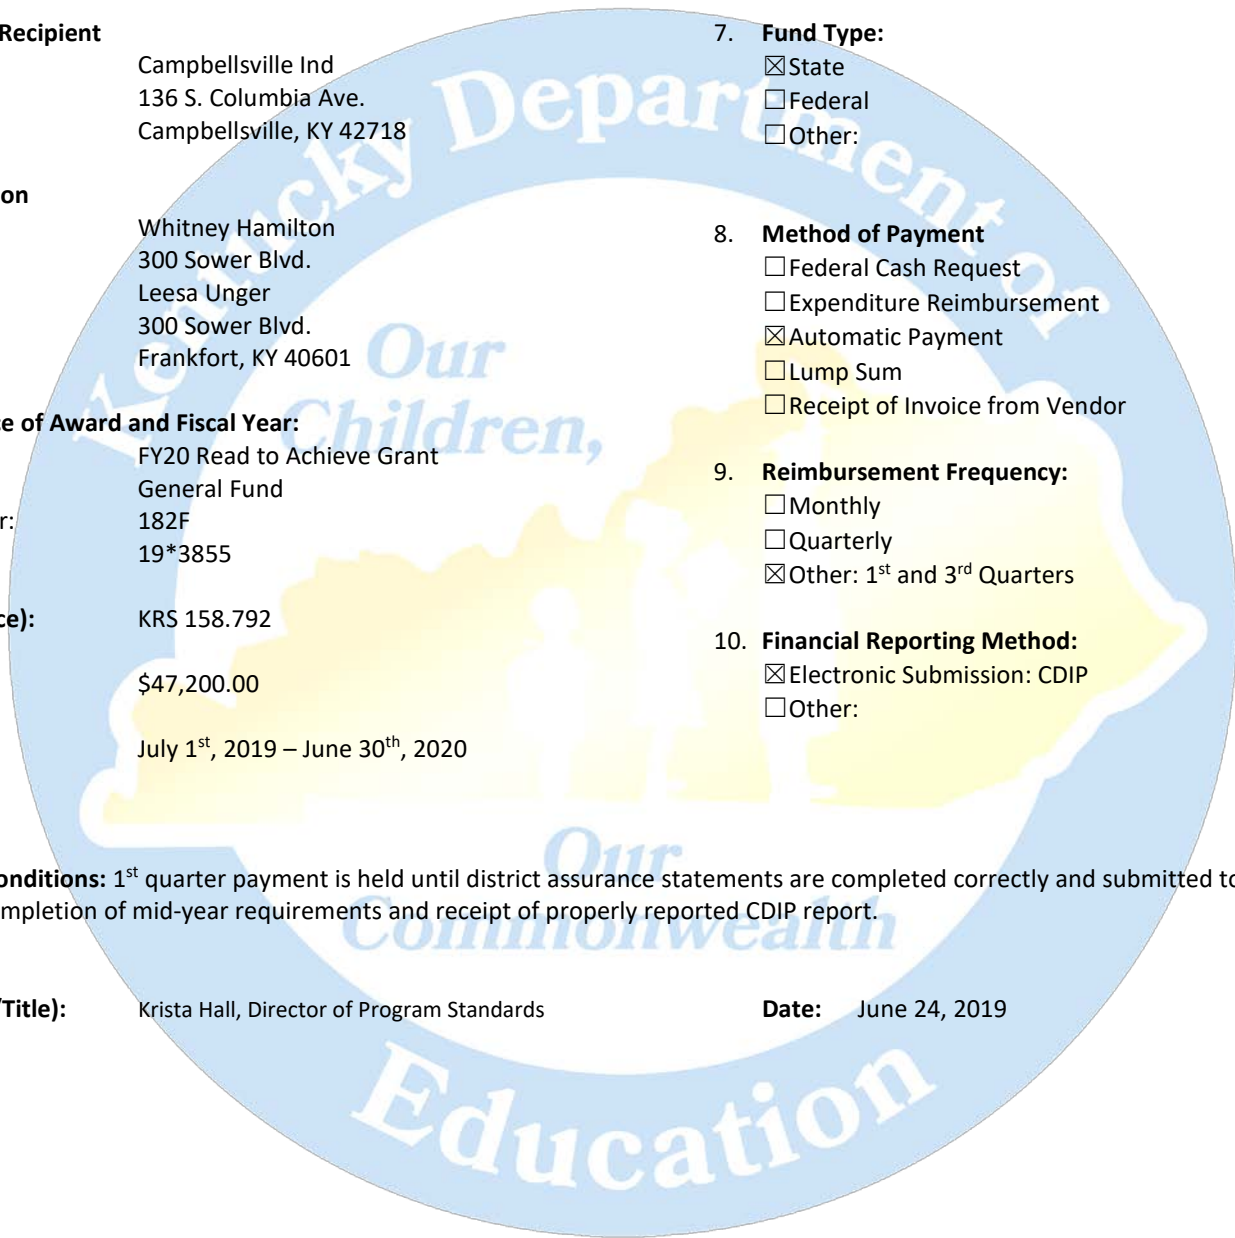 Recipient
Campbellsville Ind
136 S. Columbia Ave.
Campbellsville, KY 42718
on
Whitney Hamilton
300 Sower Blvd.
Leesa Unger
300 Sower Blvd.
Frankfort, KY 40601
ce of Award and Fiscal Year:
FY20 Read to Achieve Grant
General Fund
r: 182F
19*3855
ce): KRS 158.792
$47,200.00
July 1st, 2019 – June 30th, 2020
7. Fund Type:
☒State
☐Federal
☐Other:
8. Method of Payment
☐Federal Cash Request
☐Expenditure Reimbursement
☒Automatic Payment
☐Lump Sum
☐Receipt of Invoice from Vendor
9. Reimbursement Frequency:
☐Monthly
☐Quarterly
☒Other: 1st and 3rd Quarters
10. Financial Reporting Method:
☒Electronic Submission: CDIP
☐Other:
onditions: 1st quarter payment is held until district assurance statements are completed correctly and submitted to
mpletion of mid-year requirements and receipt of properly reported CDIP report.
/Title): Krista Hall, Director of Program Standards Date: June 24, 2019
Kentucky Department of
Education
Our
Children,
Our
Commonwealth